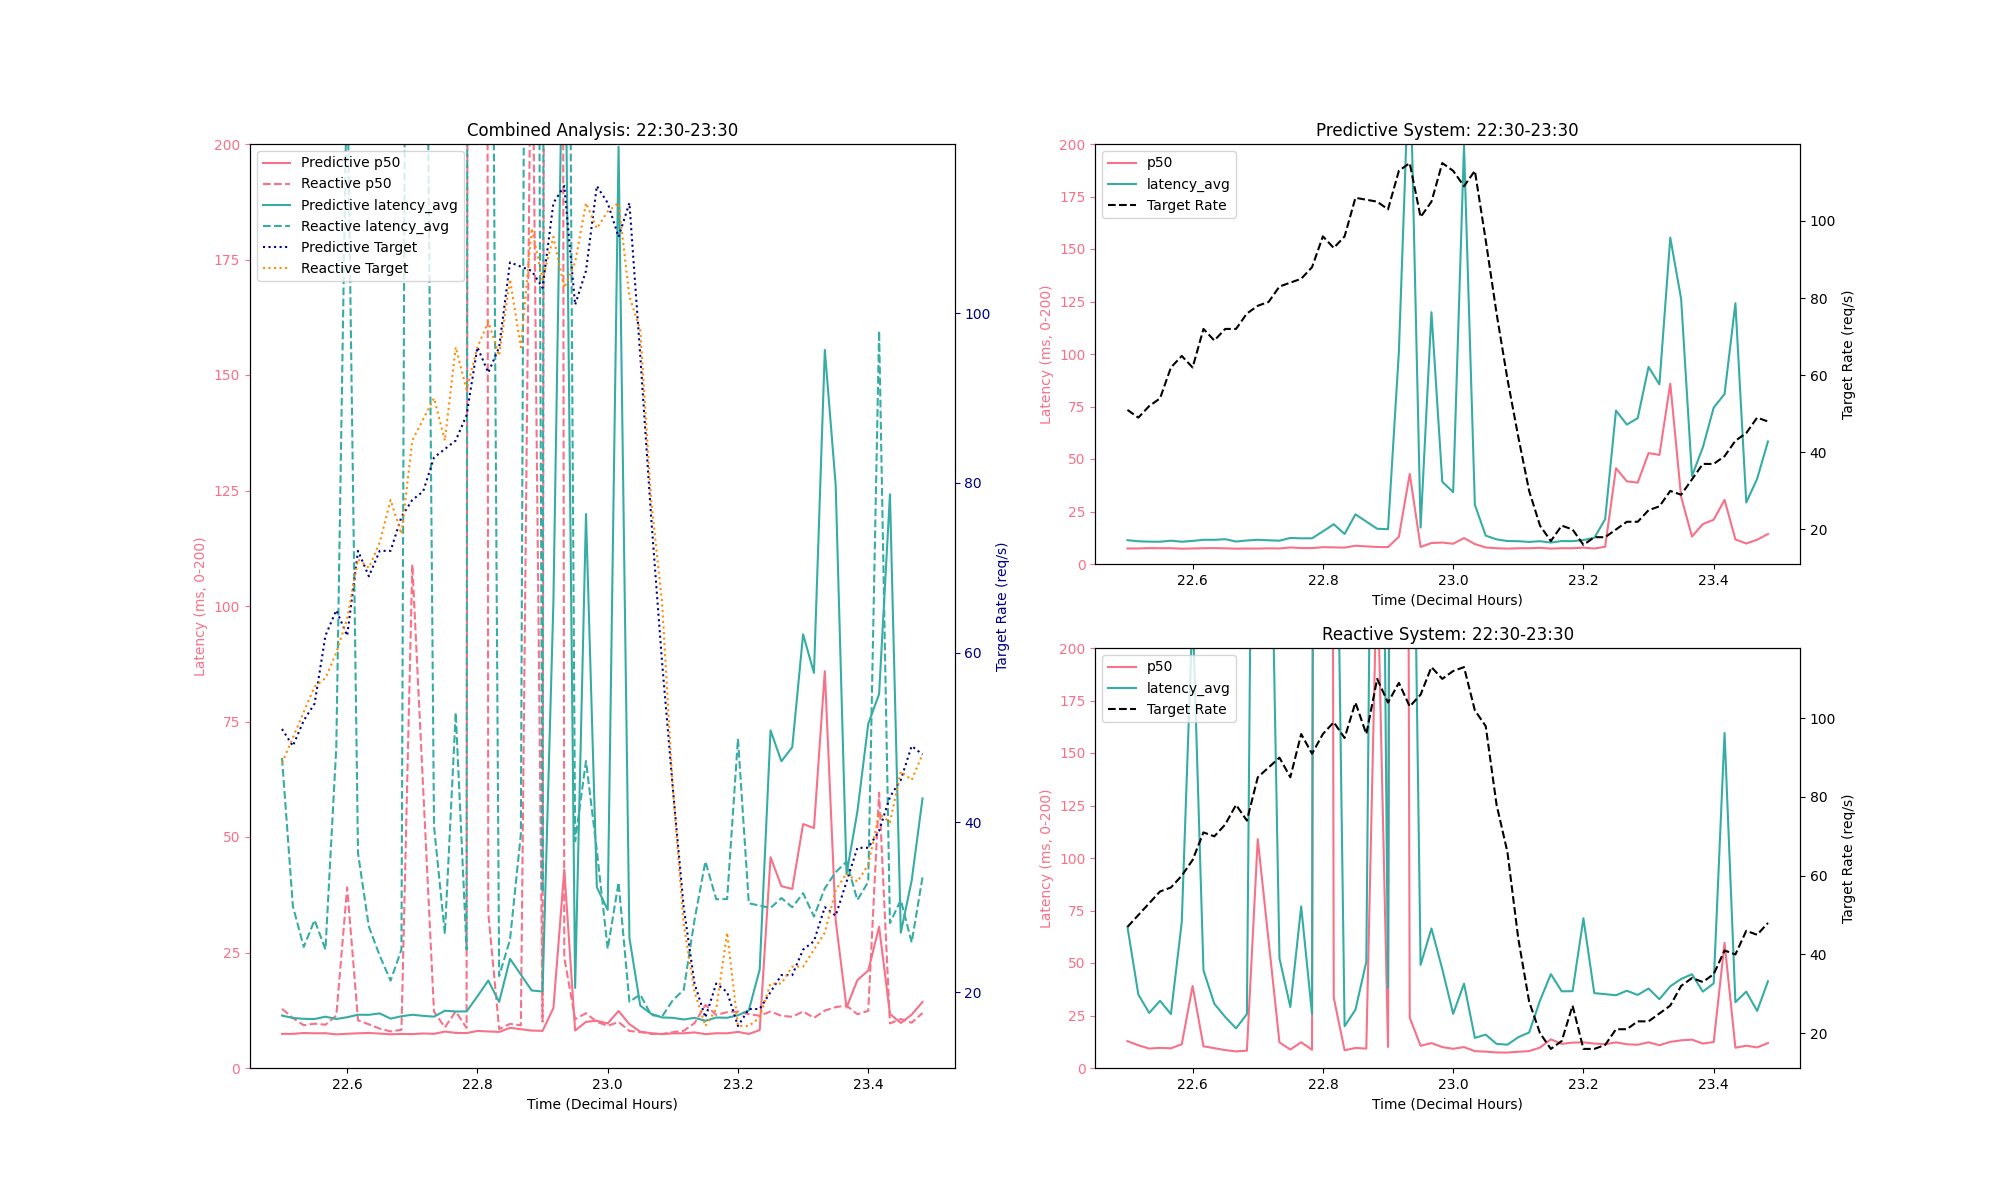 Combined Analysis: 22:30-23:30
Predictive p50
Reactive p50
Predictive latency_avg
Reactive latency_avg
Predictive Target
Reactive Target
200
175
150
125
100
75
50
25
0
Latency (ms, 0-200)
100
80
60
40
20
Target Rate (req/s)
22.6 22.8 23.0 23.2 23.4
Time (Decimal Hours)
Predictive System: 22:30-23:30
p50
latency_avg
Target Rate
200
175
150
125
100
75
50
25
0
Latency (ms, 0-200)
100
80
60
40
20
Target Rate (req/s)
22.6 22.8 23.0 23.2 23.4
Time (Decimal Hours)
Reactive System: 22:30-23:30
p50
latency_avg
Target Rate
200
175
150
125
100
75
50
25
0
Latency (ms, 0-200)
100
80
60
40
20
Target Rate (req/s)
22.6 22.8 23.0 23.2 23.4
Time (Decimal Hours)